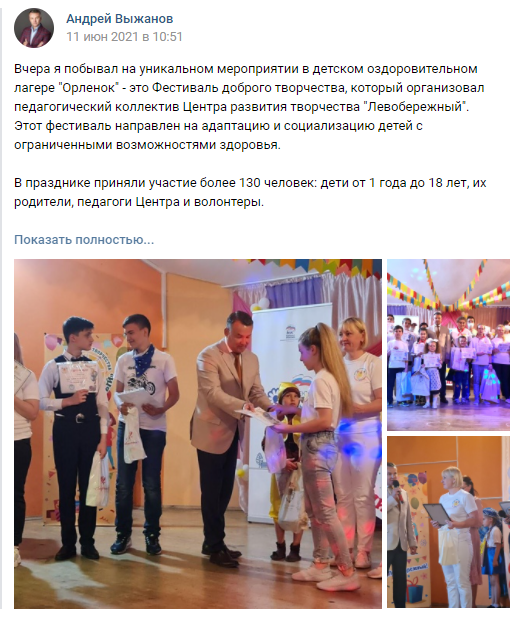 Андрей Выжанов
11 июн 2021 в 10:51
Вчера я побывал на уникальном мероприятии в детском оздоровительном
лагере "Орленок" - это Фестиваль доброго творчества, который организовал
педагогический коллектив Центра развития творчества "Левобережный".
Этот фестиваль направлен на адаптацию и социализацию детей с
ограниченными возможностями здоровья.
В празднике приняли участие более 130 человек: дети от 1 года до 18 лет, их
родители, педагоги Центра и волонтеры.
Показать полностью...